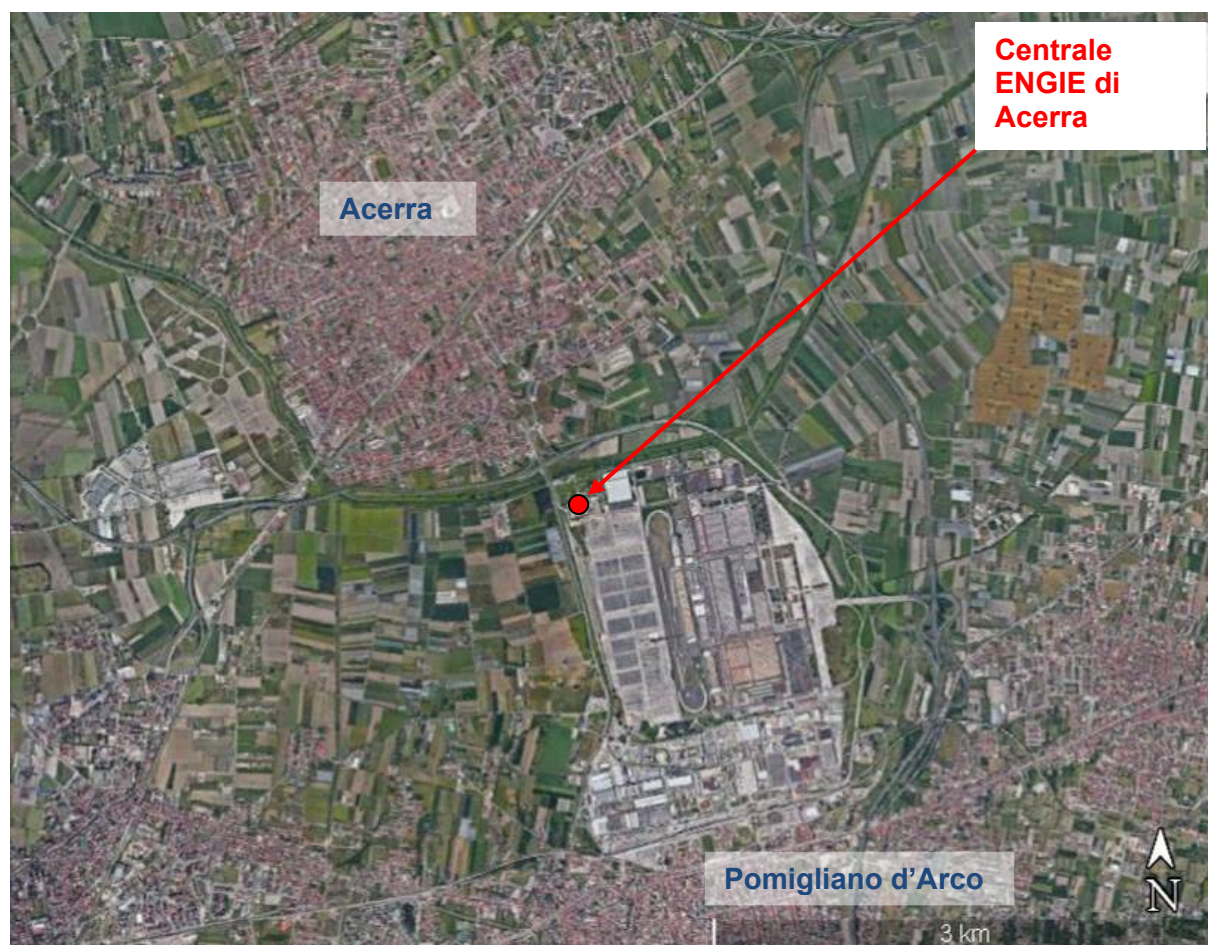 Centrale
ENGIE di
Acerra
Acerra
Pomigliano d’Arco
N
3 km